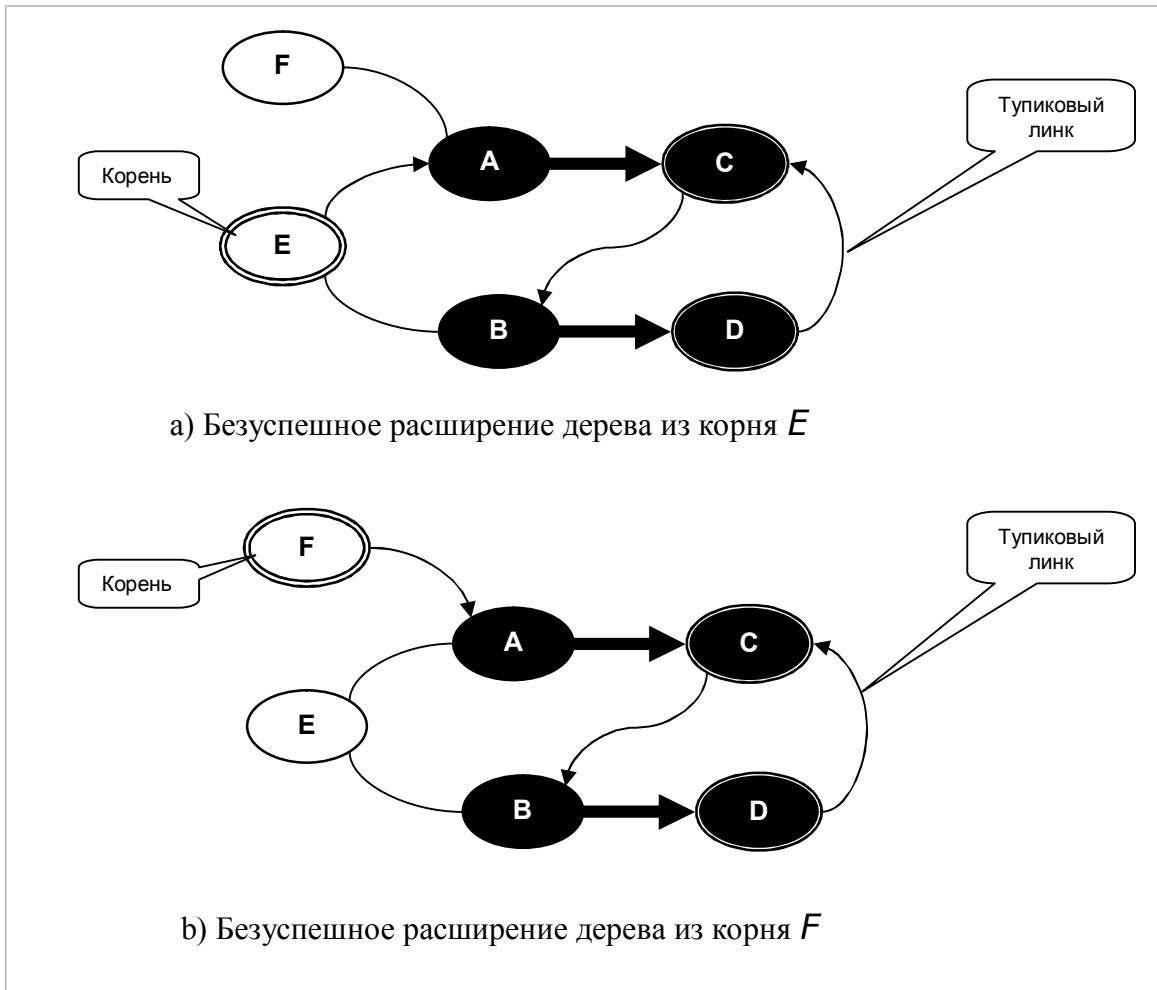 F
Тупиковый
линк
A
C
Корень
E
B
D
a) Безуспешное расширение дерева из корня E
F
Тупиковый
линк
Корень
A
C
E
B
D
b) Безуспешное расширение дерева из корня F